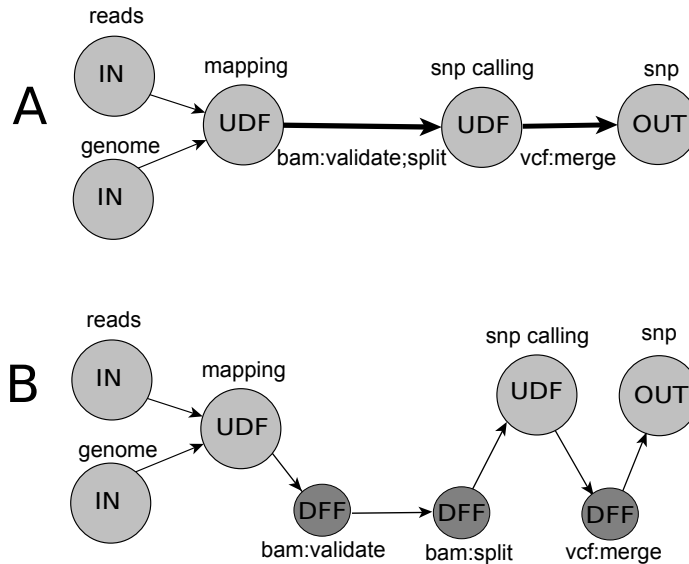 reads
IN
mapping
snp calling
snp
A
UDF
UDF
OUT
genome
bam:validate;split
vcf:merge
IN
reads
snp calling
snp
IN
mapping
B
UDF
OUT
UDF
genome
IN
DFF
DFF
DFF
bam:validate
bam:split
vcf:merge